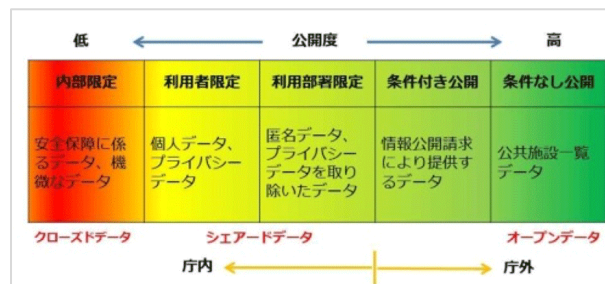 低 公開度 高
内部限定 利用者限定 利用部署限定 条件付き公開 条件なし公開
安全保障に係
るデータ、機
微なデータ
個人データ、
プライバシー
データ
匿名データ、
プライバシー
データを取り
除いたデータ
情報公開請求
により提供す
るデータ
公共施設一覧
データ
クローズドデータ シェアードデータ オープンデータ
庁内 庁外